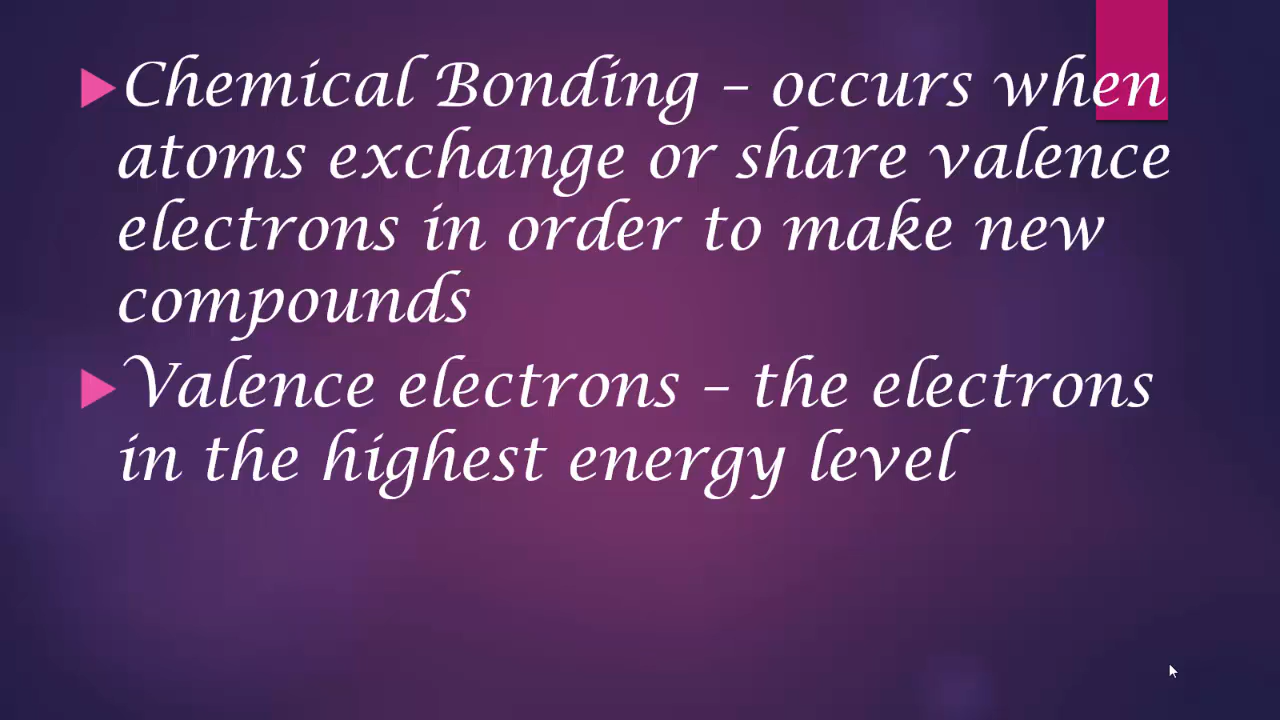 Chemical Bonding – occurs when
atoms exchange or share valence
electrons in order to make new
compounds
Valence electrons – the electrons
in the highest energy level